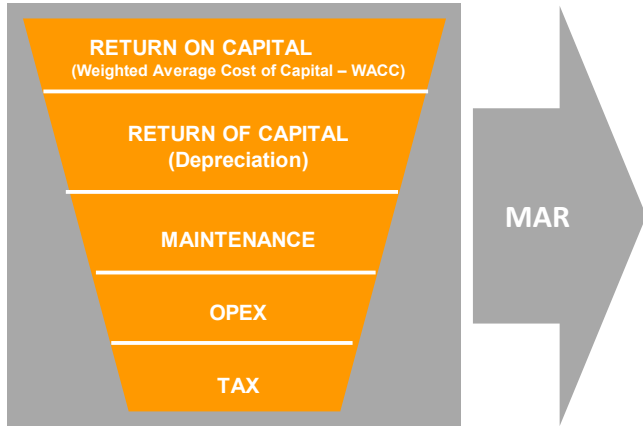 RETURN ON CAPITAL
(Weighted Average Cost of Capital – WACC)
RETURN OF CAPITAL
(Depreciation)
MAINTENANCE
OPEX
TAX
MAR